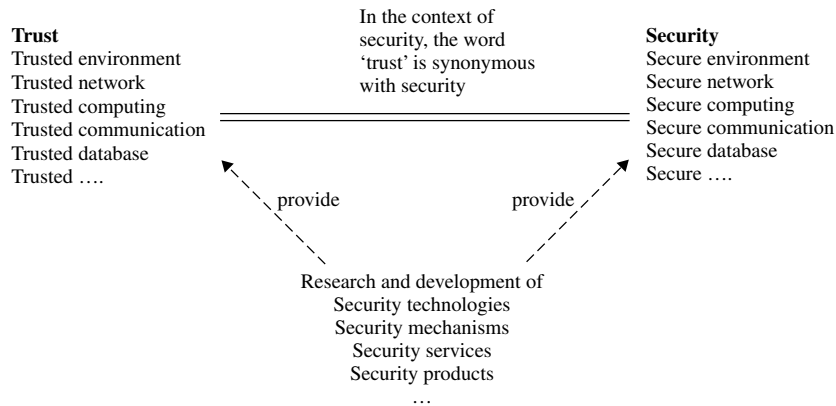 Trust
Trusted environment
Trusted network
Trusted computing
Trusted communication
Trusted database
Trusted ….
In the context of
security, the word
‘trust’ is synonymous
with security
Security
Secure environment
Secure network
Secure computing
Secure communication
Secure database
Secure ….
provide
provide
Research and development of
Security technologies
Security mechanisms
Security services
Security products
…